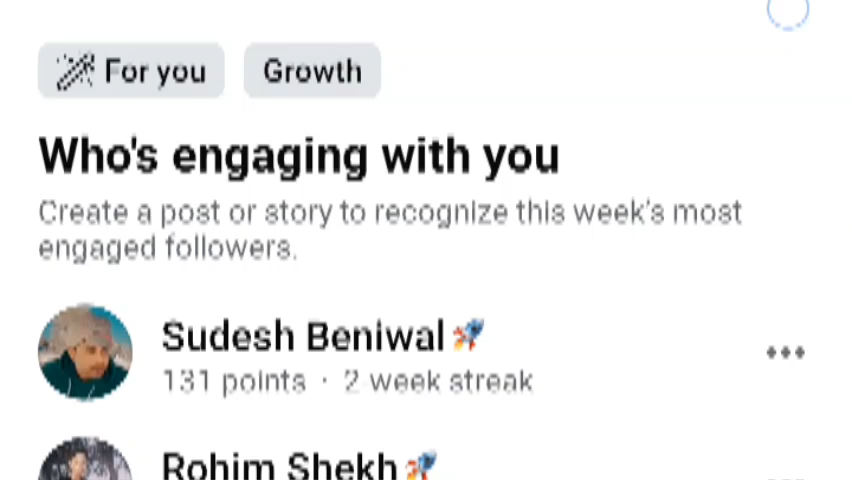 For you
Growth
Who's engaging with you
Create a post or story to recognize this week's most
engaged followers.
Sudesh Beniwal
131 points · 2 week streak
Rohim Shekh